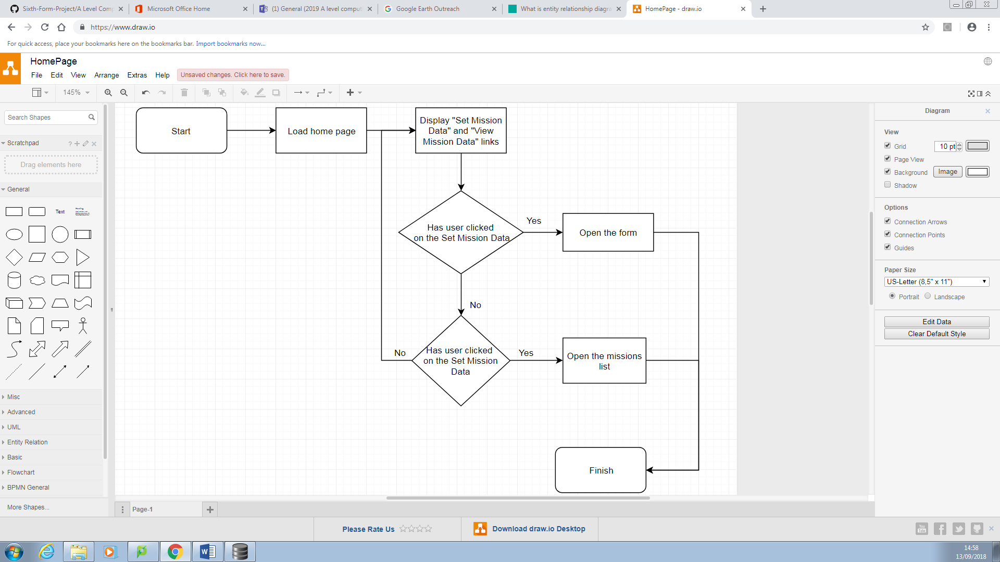 Sixth-Form-Project/A Level Comp
Microsoft Office Home
(1) General (2019 A level comput
Google Earth Outreach
What is entity relationship diagra
HomePage - draw.io
https://www.draw.io
For quick access, place your bookmarks here on the bookmarks bar. Import bookmarks now...
HomePage
File Edit View Arrange Extras Help Unsaved changes. Click here to save.
145%
Search Shapes
Scratchpad
Drag elements here
General
Text
Heading
Misc
Advanced
UML
Entity Relation
Basic
Flowchart
BPMN General
More Shapes...
Start
Load home page
Display "Set Mission
Data" and "View
Mission Data" links
Has user clicked
on the Set Mission Data
Yes
Open the form
No
Has user clicked
on the Set Mission
Data
No
Yes
Open the missions
list
Finish
Page-1
Diagram
View
Grid 10 pt
Page View
Background Image
Shadow
Options
Connection Arrows
Connection Points
Guides
Paper Size
US-Letter (8,5" x 11")
Portrait Landscape
Edit Data
Clear Default Style
Please Rate Us
Download draw.io Desktop
You Tube
14:58
13/09/2018